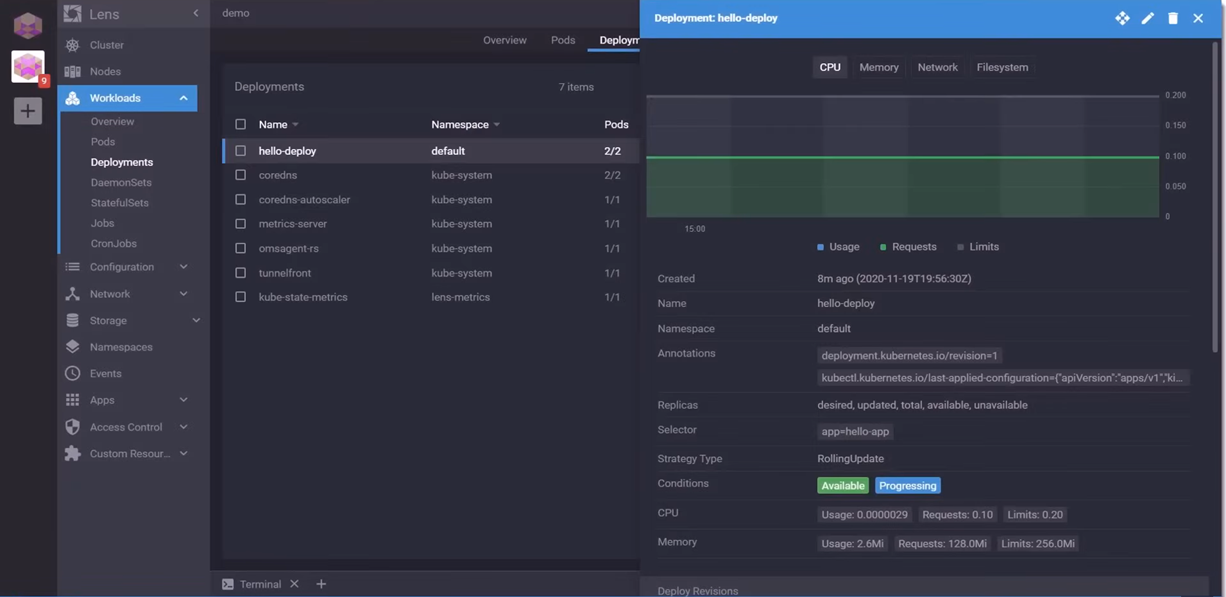 Lens
9
Cluster
Nodes
Workloads
Overview
Pods
Deployments
DaemonSets
StatefulSets
Jobs
CronJobs
Configuration
Network
Storage
Namespaces
Events
Apps
Access Control
Custom Resour...
demo
Overview Pods Deploym
Deployments 7 items
Name Namespace Pods
hello-deploy default 2/2
coredns kube-system 2/2
coredns-autoscaler kube-system 1/1
metrics-server kube-system 1/1
omsagent-rs kube-system 1/1
tunnelfront kube-system 1/1
kube-state-metrics lens-metrics 1/1
Terminal
Deployment: hello-deploy
CPU Memory Network Filesystem
0.200
0.150
0.100
0.050
0
15:00
Usage Requests Limits
Created 8m ago (2020-11-19T19:56:30Z)
Name hello-deploy
Namespace default
Annotations deployment.kubernetes.io/revision=1
kubectl.kubernetes.io/last-applied-configuration={"apiVersion":"apps/v1","ki...
Replicas desired, updated, total, available, unavailable
Selector app=hello-app
Strategy Type RollingUpdate
Conditions Available Progressing
CPU Usage: 0.0000029 Requests: 0.10 Limits: 0.20
Memory Usage: 2.6Mi Requests: 128.0Mi Limits: 256.0Mi
Deploy Revisions